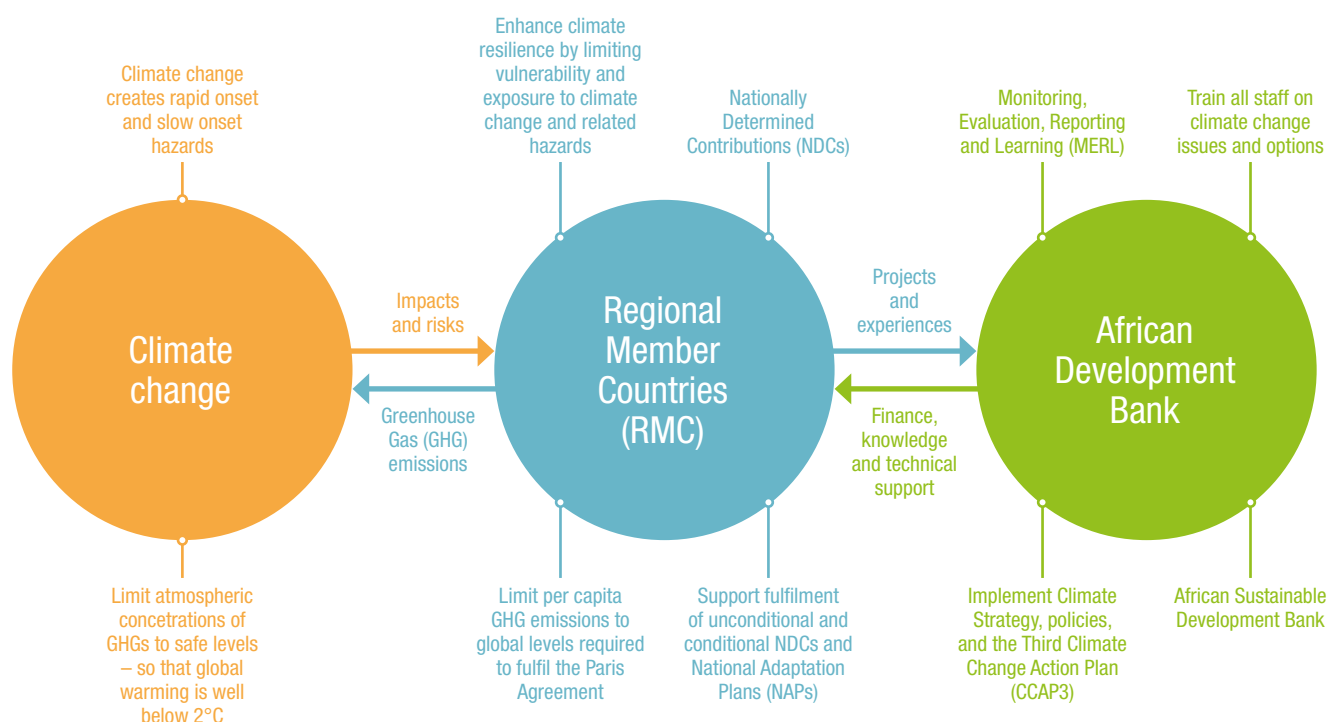 Climate change
creates rapid onset
and slow onset
hazards
Enhance climate
resilience by limiting
vulnerability and
exposure to climate
change and related
hazards
Nationally
Determined
Contributions (NDCs)
Monitoring,
Evaluation, Reporting
and Learning (MERL)
Train all staff on
climate change
issues and options
Climate
change
Impacts
and risks
Greenhouse
Gas (GHG)
emissions
Regional
Member
Countries
(RMC)
Projects
and
experiences
Finance,
knowledge
and technical
support
African
Development
Bank
Limit atmospheric
concetrations of
GHGs to safe levels
– so that global
warming is well
below 2°C
Limit per capita
GHG emissions to
global levels required
to fulfil the Paris
Agreement
Support fulfilment
of unconditional and
conditional NDCs and
National Adaptation
Plans (NAPs)
Implement Climate
Strategy, policies,
and the Third Climate
Change Action Plan
(CCAP3)
African Sustainable
Development Bank